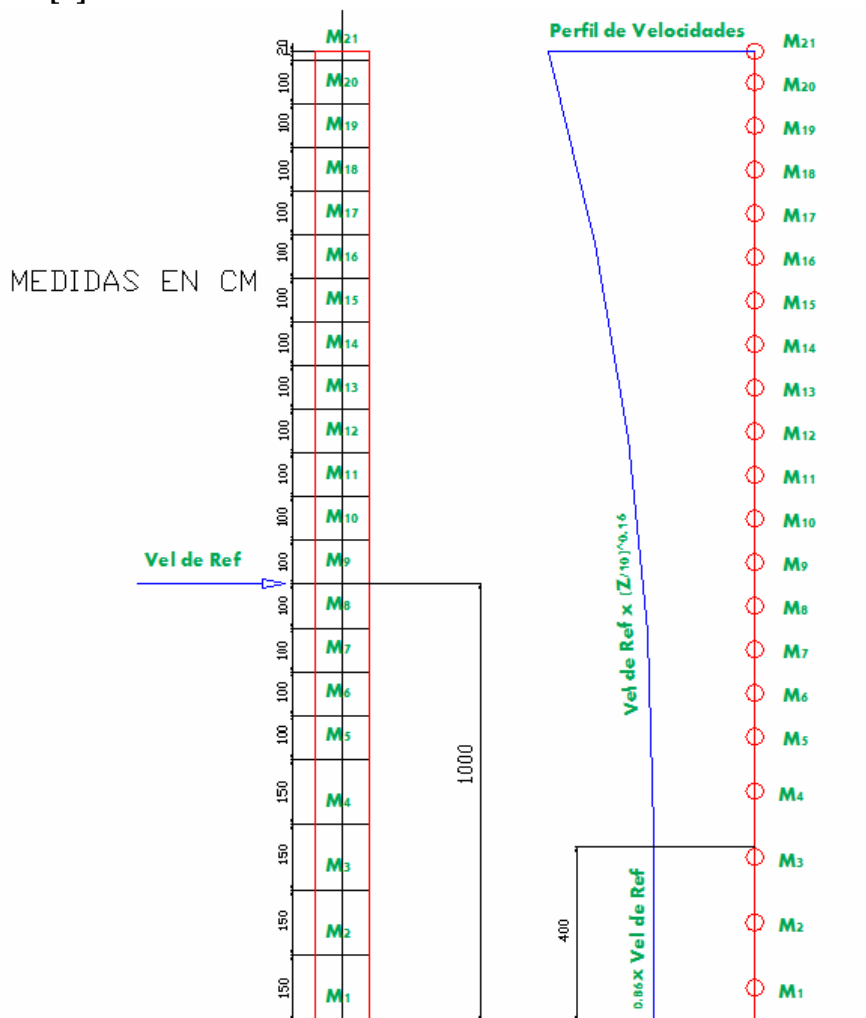 Perfil de Velocidades
M21
20
M21
100
M20
M20
100
M19
M19
100
M18
M18
100
M17
M17
100
M16
M16
MEDIDAS EN CM
100
M15
M15
100
M14
M14
100
M13
M13
100
M12
M12
100
M11
M11
100
M10
M10
Vel de Ref
100
M9
M9
100
M8
M8
Vel de Ref x [Z/10]^0.16
100
M7
M7
100
M6
M6
100
M5
M5
1000
150
M4
M4
150
M3
M3
400
150
M2
M2
0.86x Vel de Ref
150
M1
M1